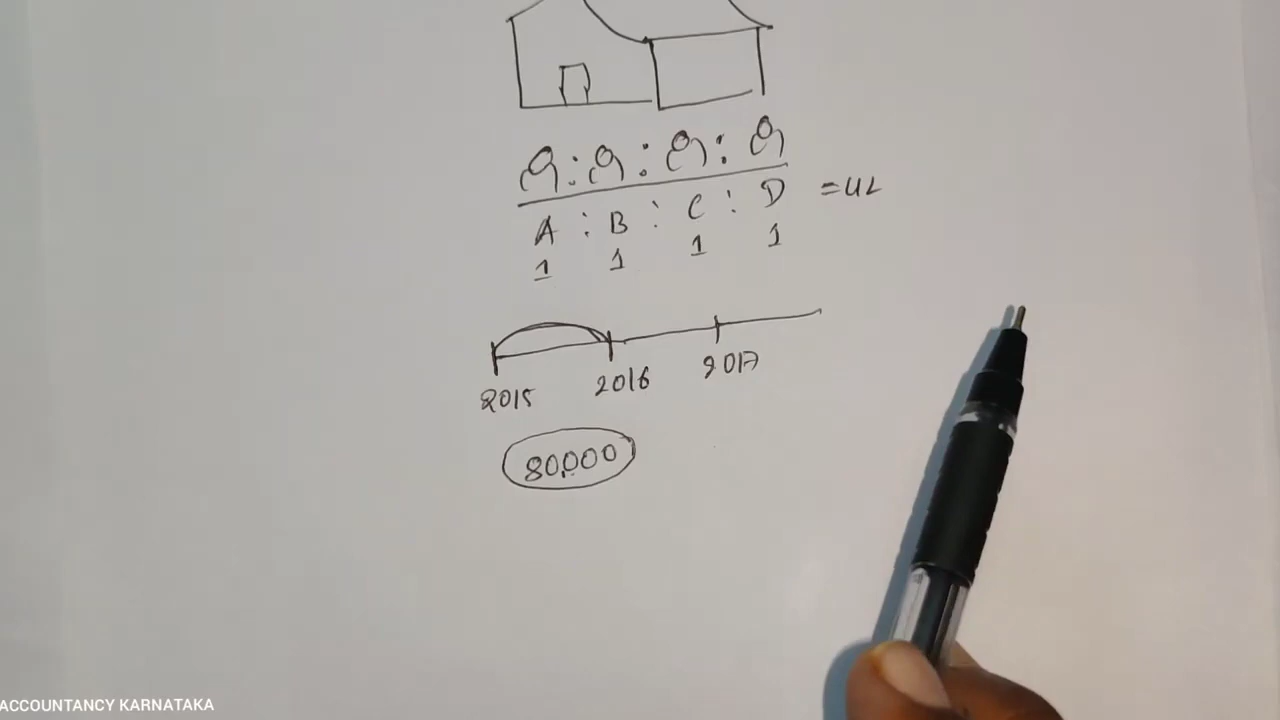 A : B : C : D = 4L
1 1 1 1
2015 2016 2017
80,000
ACCOUNTANCY KARNATAKA